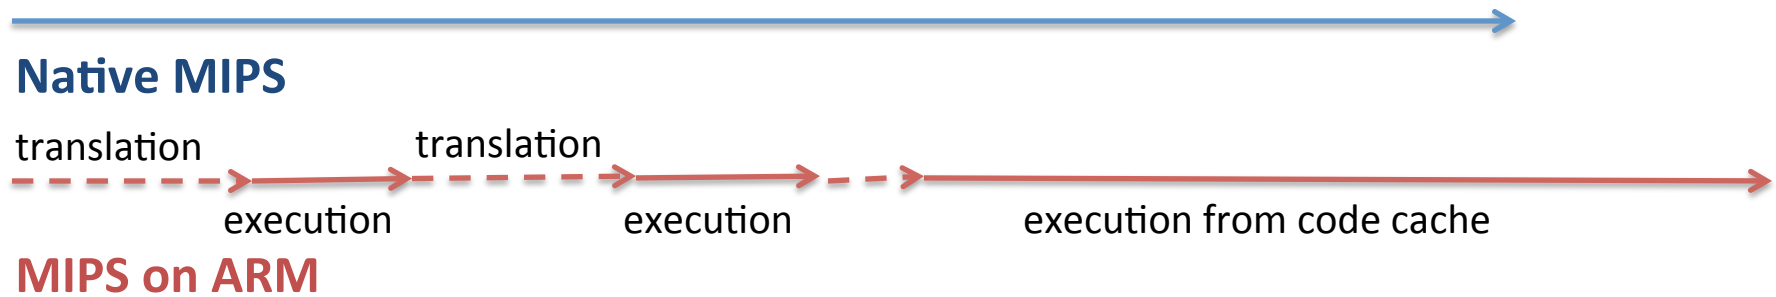 Native MIPS
translation
translation
execution
execution
execution from code cache
MIPS on ARM